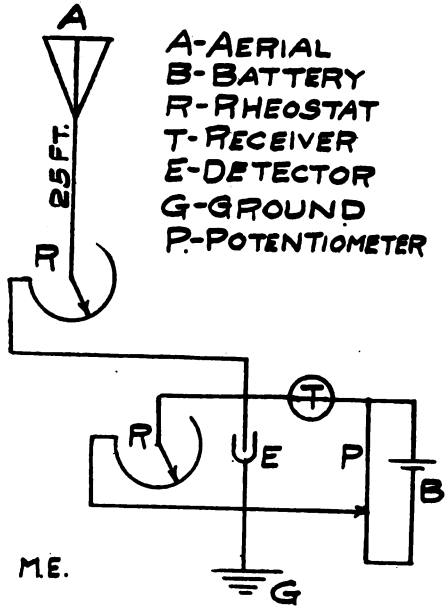 A
A-AERIAL
B-BATTERY
R-RHEOSTAT
T-RECEIVER
E-DETECTOR
G-GROUND
P-POTENTIOMETER
25 FT.
R
T
R
E
P
B
M.E.
G